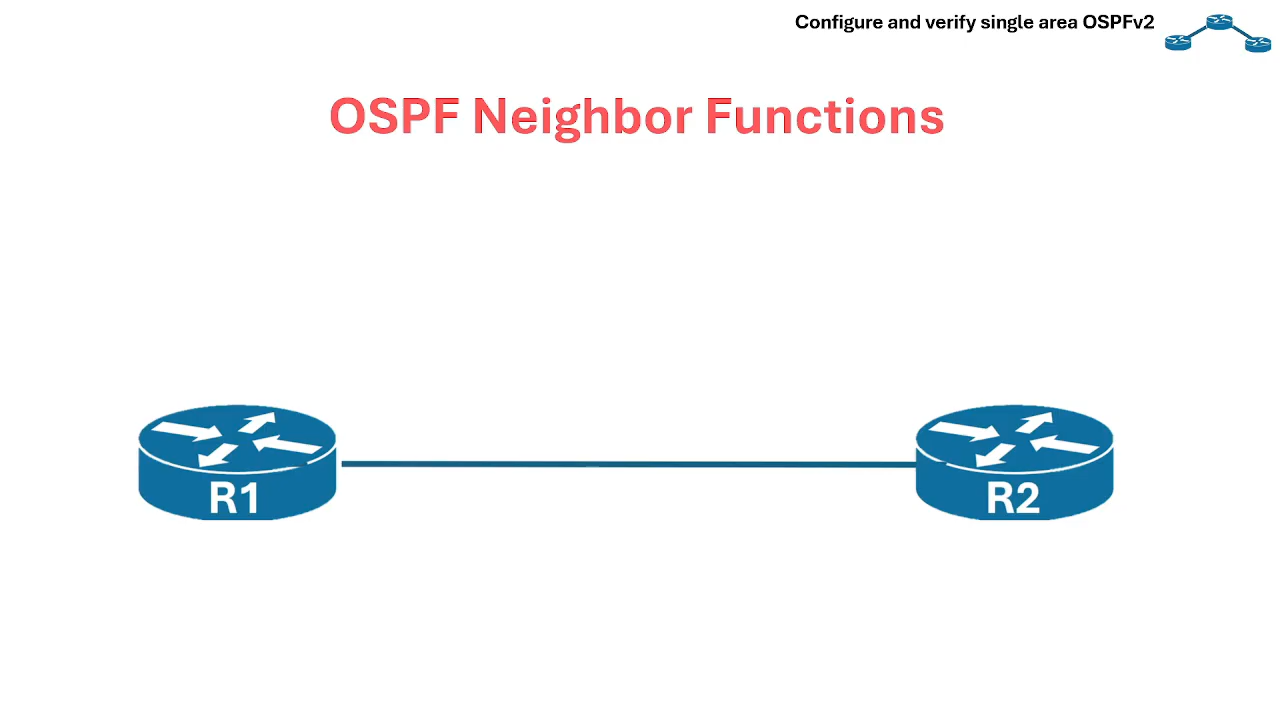 Configure and verify single area OSPFv2
OSPF Neighbor Functions
R1
R2